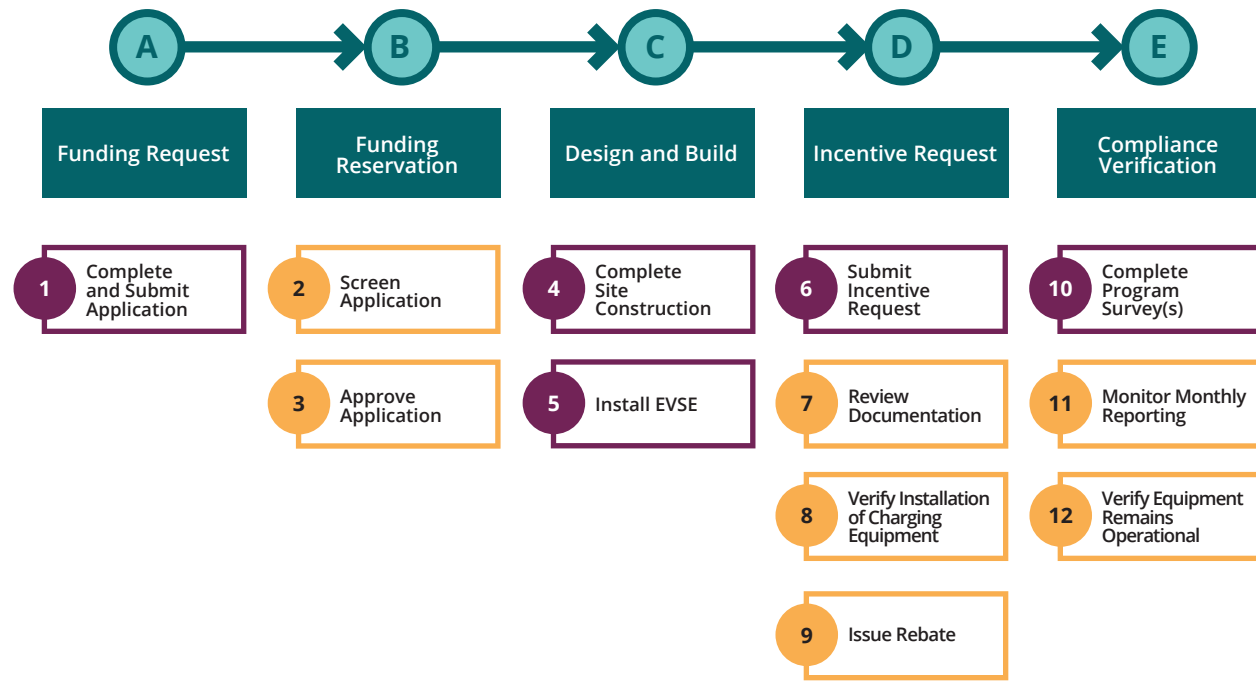 A
B
C
D
E
Funding Request
Funding
Reservation
Design and Build
Incentive Request
Compliance
Verification
1
Complete
and Submit
Application
2
Screen
Application
3
Approve
Application
4
Complete
Site
Construction
5
Install EVSE
6
Submit
Incentive
Request
7
Review
Documentation
8
Verify Installation
of Charging
Equipment
9
Issue Rebate
10
Complete
Program
Survey(s)
11
Monitor Monthly
Reporting
12
Verify Equipment
Remains
Operational